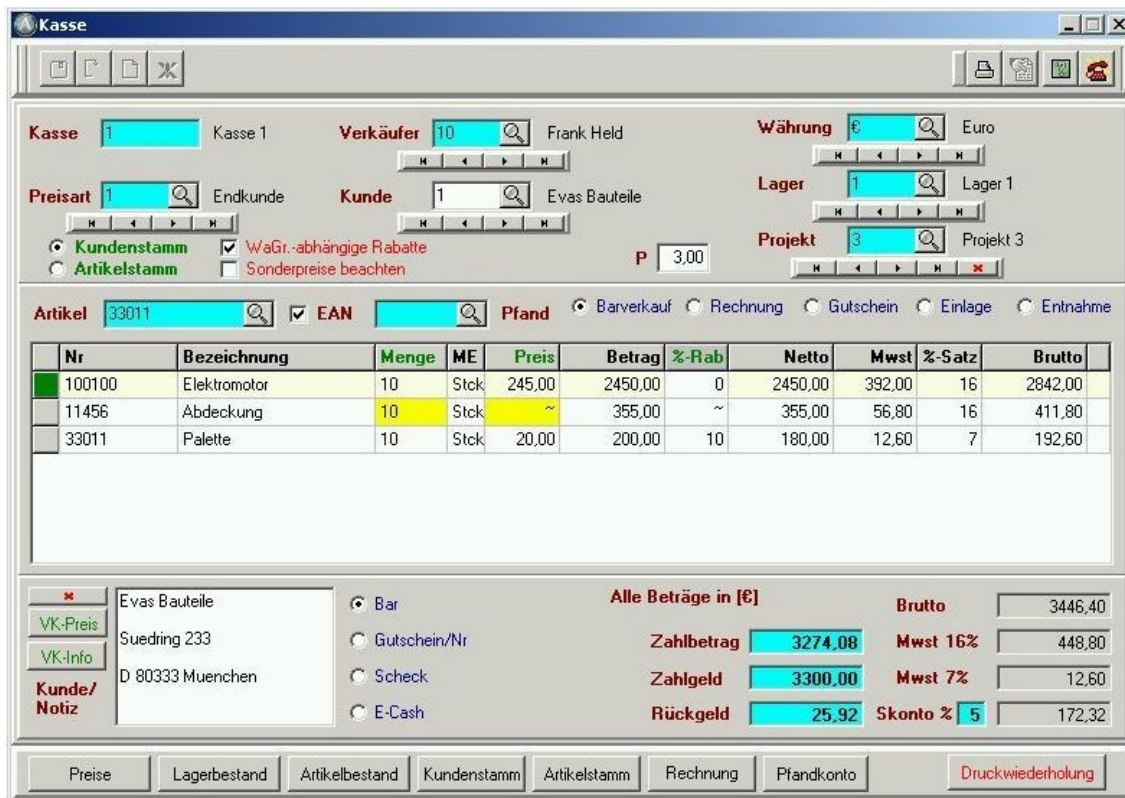 Kasse
Kasse 1 Kasse 1 Verkäufer 10 Frank Held Währung € Euro
Preisart 1 Endkunde Kunde 1 Evas Bauteile Lager 1 Lager 1
Kundenstamm WaGr.-abhängige Rabatte Projekt 3 Projekt 3
Artikelstamm Sonderpreise beachten P 3,00
Artikel 33011 EAN Pfand Barverkauf Rechnung Gutschein Einlage Entnahme
Nr Bezeichnung Menge ME Preis Betrag %-Rab Netto Mwst %-Satz Brutto
100100 Elektromotor 10 Stck 245,00 2450,00 0 2450,00 392,00 16 2842,00
11456 Abdeckung 10 Stck ~ 355,00 ~ 355,00 56,80 16 411,80
33011 Palette 10 Stck 20,00 200,00 10 180,00 12,60 7 192,60
VK-Preis
VK-Info
Kunde/
Notiz
Evas Bauteile
Suedring 233
D 80333 Muenchen
Bar
Gutschein/Nr
Scheck
E-Cash
Alle Beträge in [€]
Zahlbetrag 3274,08
Zahlgeld 3300,00
Rückgeld 25,92
Brutto 3446,40
Mwst 16% 448,80
Mwst 7% 12,60
Skonto % 5 172,32
Preise Lagerbestand Artikelbestand Kundenstamm Artikelstamm Rechnung Pfandkonto Druckwiederholung